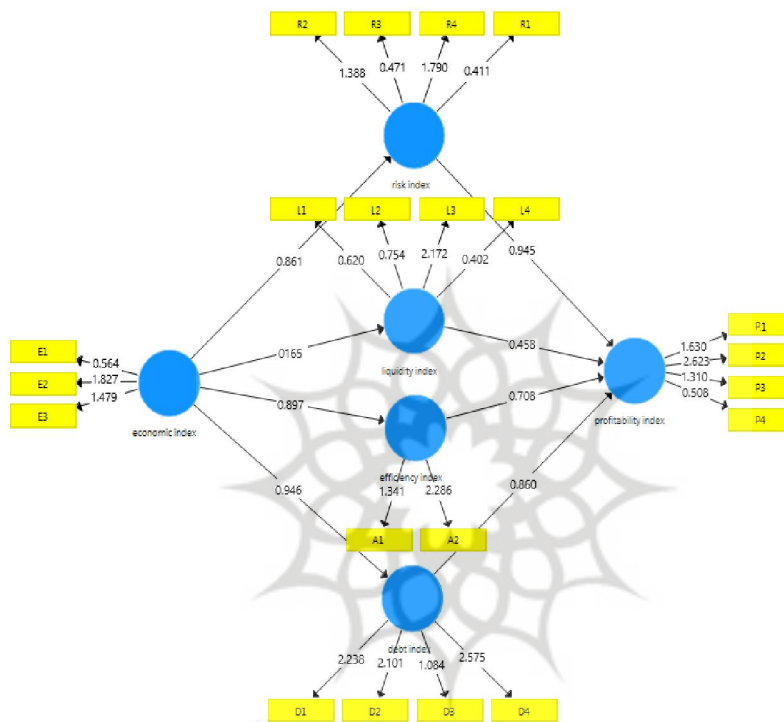 R2 R3 R4 R1
1.388 0.471 1.790 0.411
risk index
L1 L2 L3 L4
0.861 0.620 0.754 2.172 0.402 0.945
0165 0.458
liquidity index
E1 0.564
E2 1.827
E3 1.479
economic index
0.897 0.708
efficiency index
1.341 2.286
A1 A2
P1 1.630
P2 2.623
P3 1.310
P4 0.508
profitability index
0.946 0.860
debt index
2.238 2.101 1.084 2.575
D1 D2 D3 D4